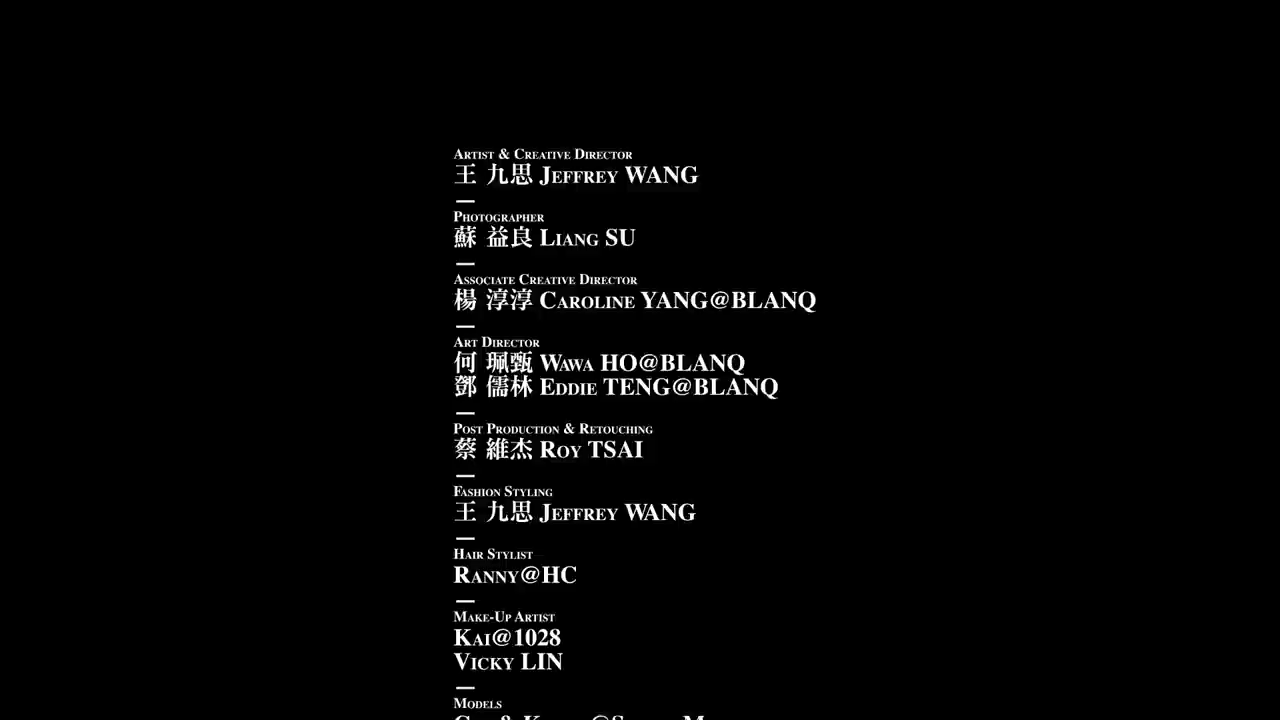 Artist & Creative Director
王 九思 Jeffrey WANG
—
Photographer
蘇 益良 Liang SU
—
Associate Creative Director
楊 淳淳 Caroline YANG@BLANQ
—
Art Director
何 珮甄 Wawa HO@BLANQ
鄧 儒林 Eddie TENG@BLANQ
—
Post Production & Retouching
蔡 維杰 Roy TSAI
—
Fashion Styling
王 九思 Jeffrey WANG
—
Hair Stylist
Ranny@HC
—
Make-Up Artist
Kai@1028
Vicky LIN
—
Models